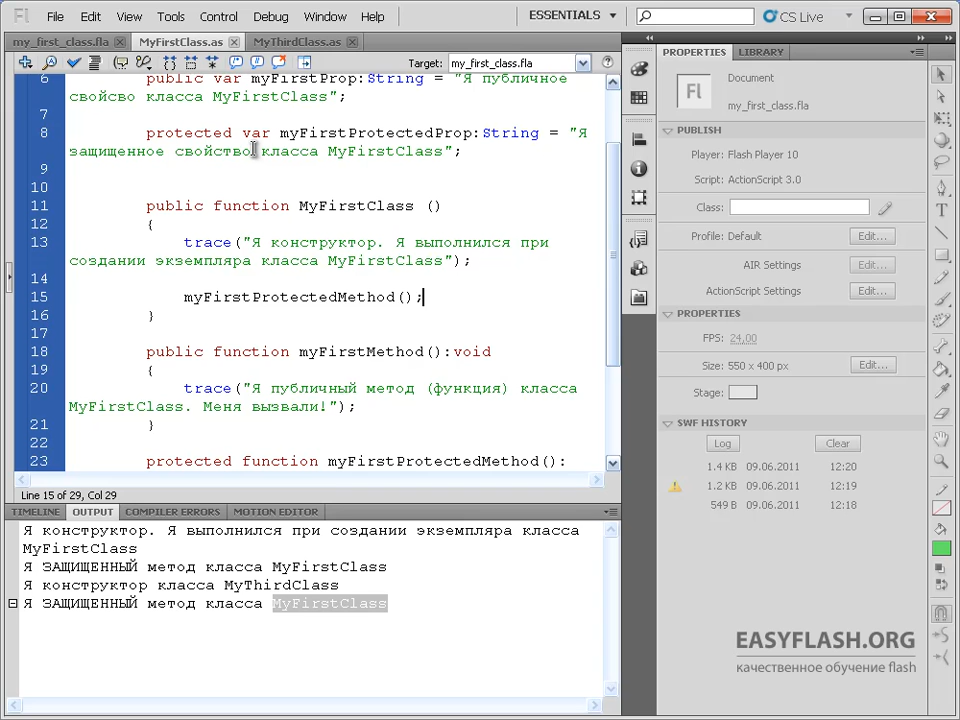 Fl File Edit View Insert Text Commands Control Debug Window Help ESSENTIALS CS Live
my_first_class.fla MyFirstClass.as MyThirdClass.as
Target: my_first_class.fla
6 public var myFirstProp:String = "Я публичное
свойсво класса MyFirstClass";
7
8 protected var myFirstProtectedProp:String = "Я
защищенное свойство класса MyFirstClass";
9
10
11 public function MyFirstClass ()
12 {
13 trace("Я конструктор. Я выполнился при
создании экземпляра класса MyFirstClass");
14
15 myFirstProtectedMethod();
16 }
17
18 public function myFirstMethod():void
19 {
20 trace("Я публичный метод (функция) класса
MyFirstClass. Меня вызвали!");
21 }
22
23 protected function myFirstProtectedMethod():
Line 15 of 29, Col 29
TIMELINE OUTPUT COMPILER ERRORS MOTION EDITOR
Я конструктор. Я выполнился при создании экземпляра класса
MyFirstClass
Я ЗАЩИЩЕННЫЙ метод класса MyFirstClass
Я конструктор класса MyThirdClass
Я ЗАЩИЩЕННЫЙ метод класса MyFirstClass
PROPERTIES LIBRARY
Fl
Document
my_first_class.fla
PUBLISH
Player: Flash Player 10
Script: ActionScript 3.0
Class:
Profile: Default Edit...
AIR Settings Edit...
ActionScript Settings Edit...
PROPERTIES
FPS: 24,00
Size: 550 x 400 px Edit...
Stage:
SWF HISTORY
Log Clear
1.4 KB 09.06.2011 12:20
1.2 KB 09.06.2011 12:19
549 B 09.06.2011 12:18
EASYFLASH.ORG
качественное обучение flash